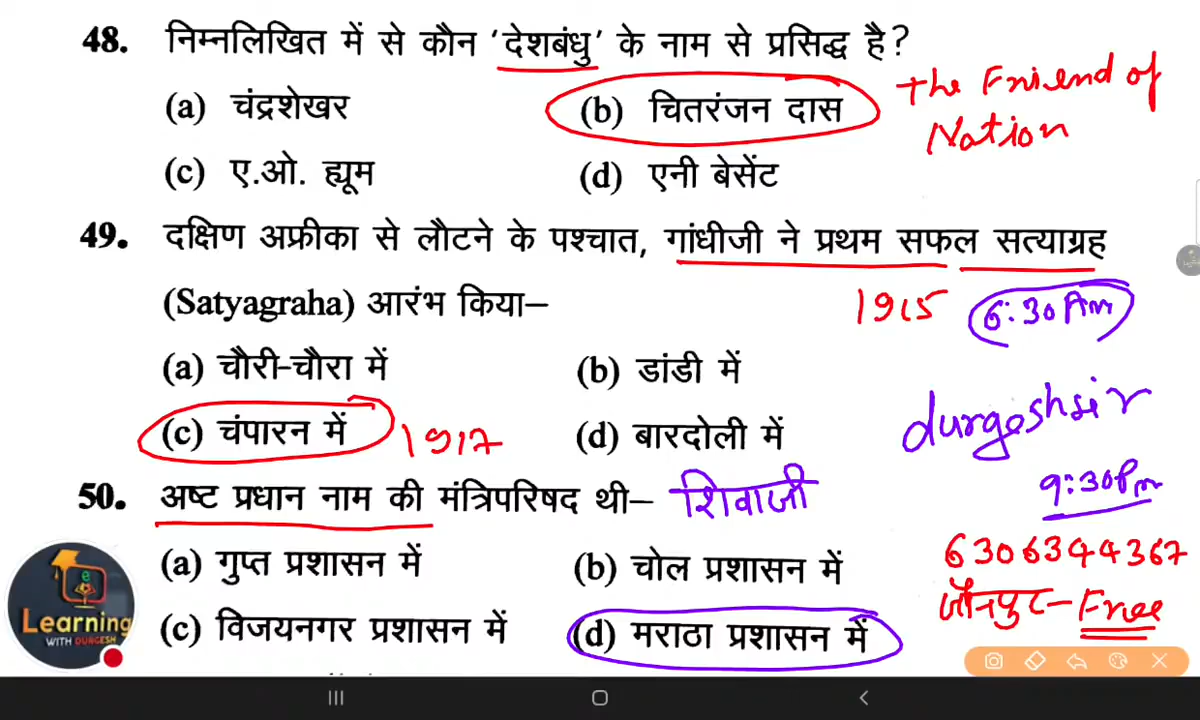 48. निम्नलिखित में से कौन 'देशबंधु' के नाम से प्रसिद्ध है?
(a) चंद्रशेखर (b) चितरंजन दास
The Friend of
Nation
(c) ए.ओ. ह्यूम (d) एनी बेसेंट
49. दक्षिण अफ्रीका से लौटने के पश्चात, गांधीजी ने प्रथम सफल सत्याग्रह
(Satyagraha) आरंभ किया–
1915 6:30 Am
(a) चौरी-चौरा में (b) डांडी में
durgeshsir
(c) चंपारन में 1917 (d) बारदोली में
9:30Pm
50. अष्ट प्रधान नाम की मंत्रिपरिषद थी– शिवाजी
6306344367
(a) गुप्त प्रशासन में (b) चोल प्रशासन में
जौनपुर – Free
(c) विजयनगर प्रशासन में (d) मराठा प्रशासन में
e
Learning
WITH DURGESH